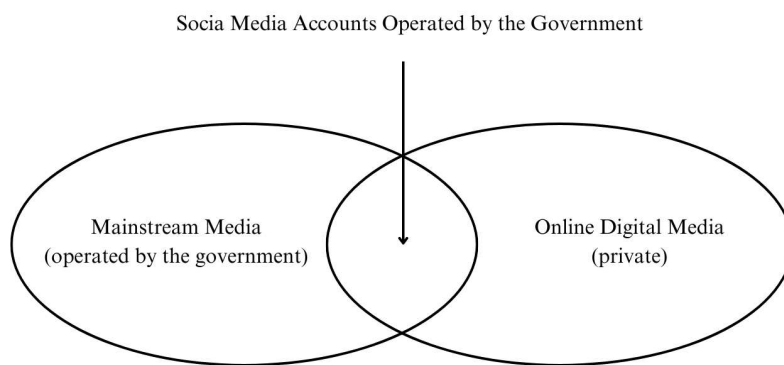 Socia Media Accounts Operated by the Government
Mainstream Media
(operated by the government)
Online Digital Media
(private)